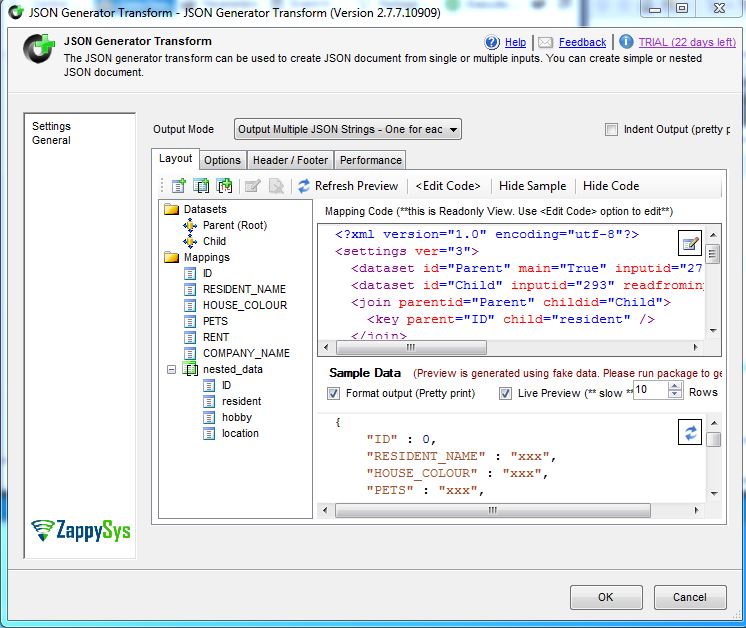 JSON Generator Transform - JSON Generator Transform (Version 2.7.7.10909)
JSON Generator Transform
Help
Feedback
TRIAL (22 days left)
The JSON generator transform can be used to create JSON document from single or multiple inputs. You can create simple or nested
JSON document.
Settings
General
Output Mode
Output Multiple JSON Strings - One for eac
Indent Output (pretty p
Layout
Options
Header / Footer
Performance
Refresh Preview
<Edit Code>
Hide Sample
Hide Code
Datasets
Parent (Root)
Child
Mappings
ID
RESIDENT_NAME
HOUSE_COLOUR
PETS
RENT
COMPANY_NAME
nested_data
ID
resident
hobby
location
Mapping Code (**this is Readonly View. Use <Edit Code> option to edit**)
<?xml version="1.0" encoding="utf-8"?>
<settings ver="3">
<dataset id="Parent" main="True" inputid="27
<dataset id="Child" inputid="293" readfromin
<join parentid="Parent" childid="Child">
<key parent="ID" child="resident" />
</join>
Sample Data
(Preview is generated using fake data. Please run package to ge
Format output (Pretty print)
Live Preview (** slow **
10
Rows
{
"ID" : 0,
"RESIDENT_NAME" : "xxx",
"HOUSE_COLOUR" : "xxx",
"PETS" : "xxx",
ZappySys
OK
Cancel